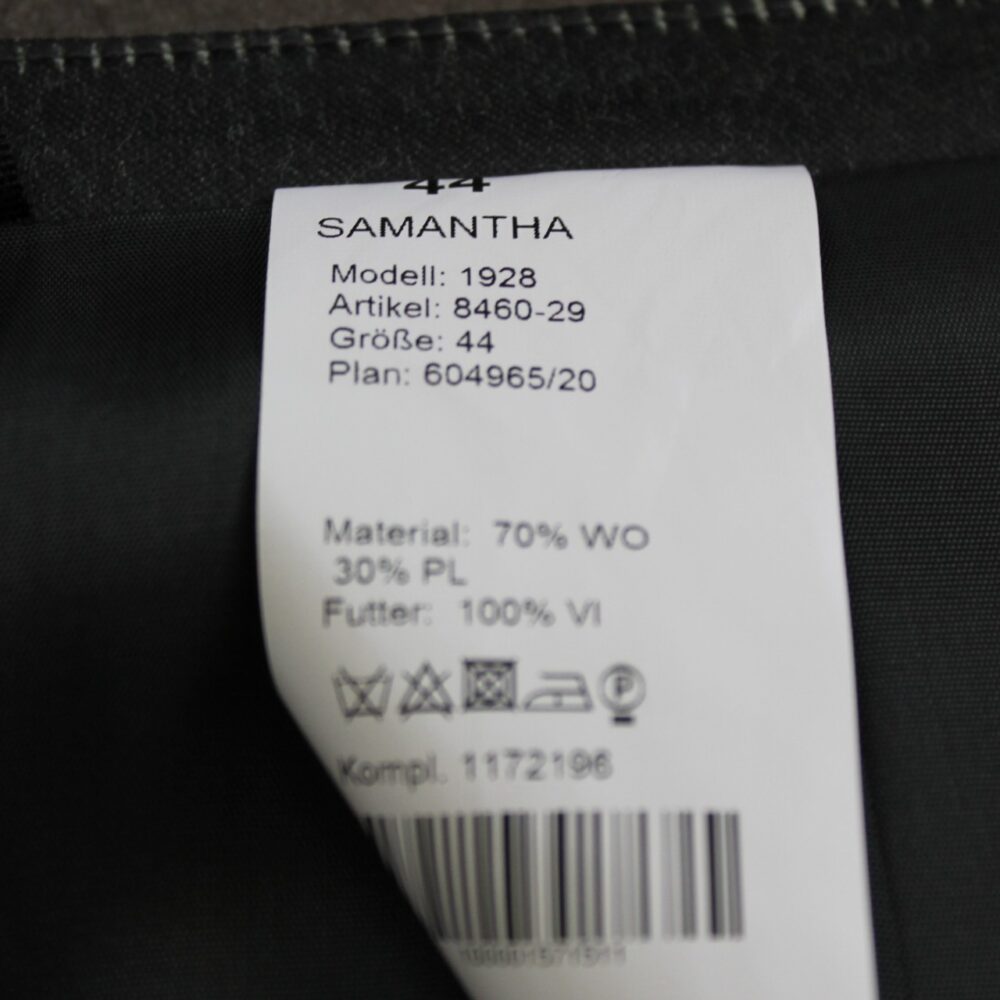 44
SAMANTHA
Modell: 1928
Artikel: 8460-29
Größe: 44
Plan: 604965/20
Material: 70% WO
30% PL
Futter: 100% VI
P
Kompl. 1172196